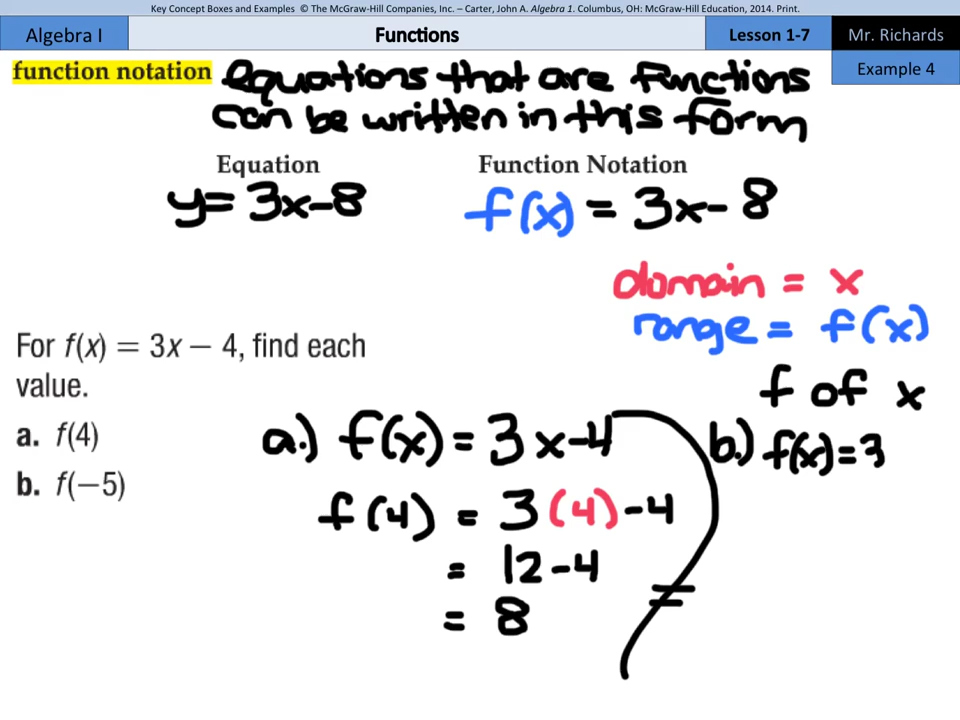 Key Concept Boxes and Examples © The McGraw-Hill Companies, Inc. – Carter, John A. Algebra 1. Columbus, OH: McGraw-Hill Education, 2014. Print.
Algebra I
Functions
Lesson 1-7
Mr. Richards
Example 4
function notation Equations that are functions
can be written in this form
Equation
Function Notation
y= 3x-8
f(x) = 3x-8
domain = x
range = f(x)
f of x
For f(x) = 3x − 4, find each
value.
a. f(4)
b. f(−5)
a.) f(x) = 3x-4
f(4) = 3(4)-4
= 12-4
= 8
b.) f(x)=3